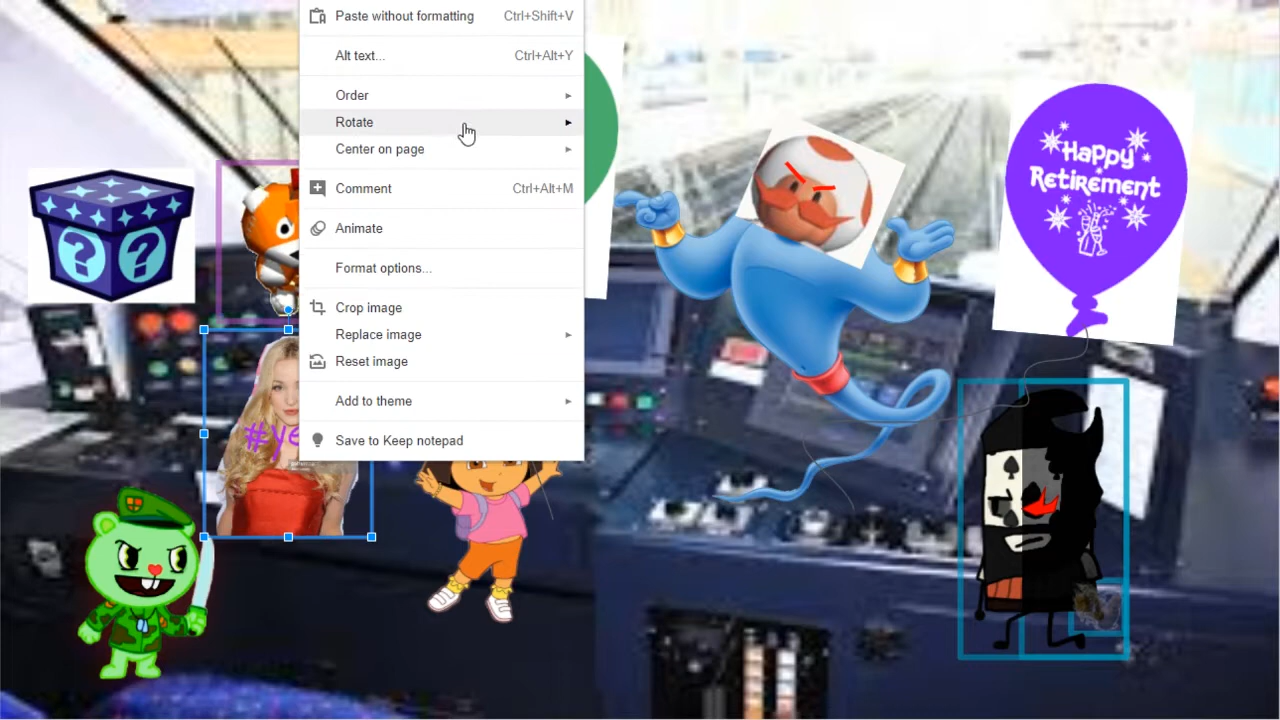 Paste without formatting Ctrl+Shift+V
Alt text... Ctrl+Alt+Y
Order
Rotate
Center on page
Comment Ctrl+Alt+M
Animate
Format options...
Crop image
Replace image
Reset image
Add to theme
Save to Keep notepad
Happy
Retirement
? ?
#ye